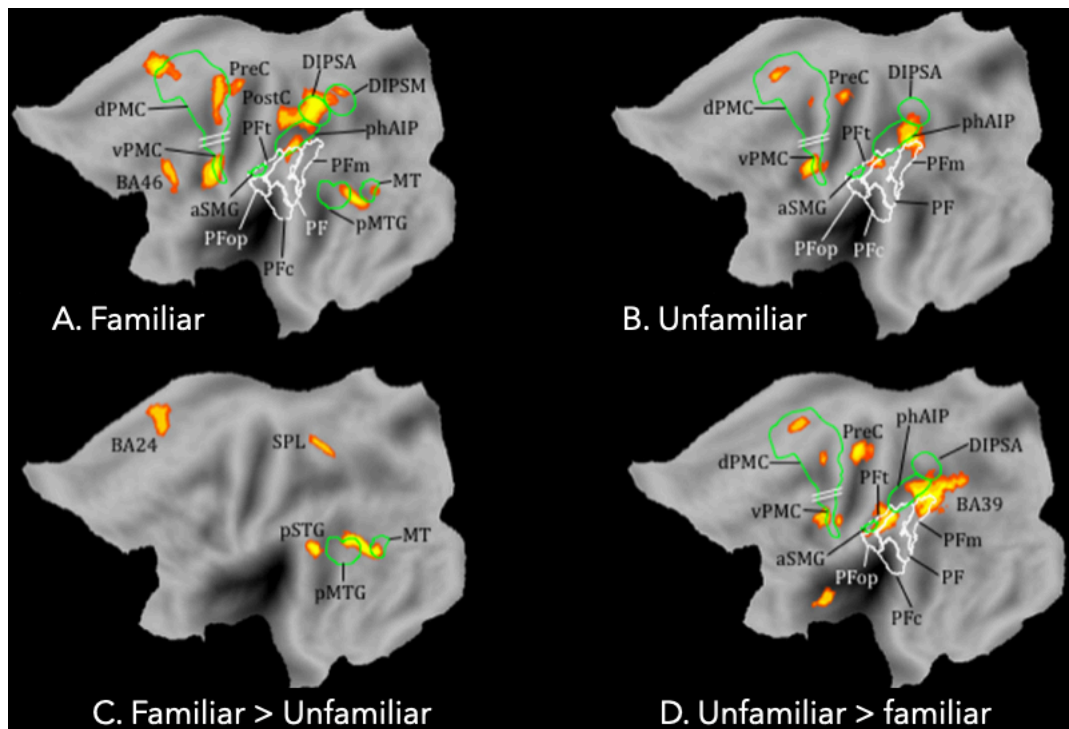 DIPSA
PreC
DIPSM
PostC
dPMC
PFt
phAIP
vPMC
PFm
BA46
MT
aSMG
pMTG
PFop
PF
PFc
A. Familiar
DIPSA
PreC
dPMC
phAIP
PFt
vPMC
PFm
aSMG
PF
PFop
PFc
B. Unfamiliar
BA24
SPL
pSTG
MT
pMTG
C. Familiar > Unfamiliar
phAIP
PreC
DIPSA
dPMC
PFt
BA39
vPMC
aSMG
PFm
PFop
PF
PFc
D. Unfamiliar > familiar